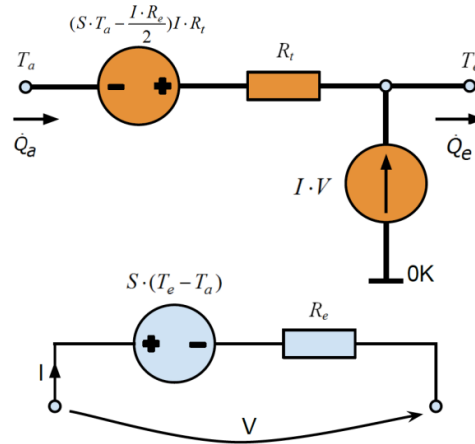 (S·T_a − I·R_e/2)I·R_t
T_a
R_t
Q̇_a
Q̇_e
I·V
0K
S·(T_e − T_a)
R_e
I
V